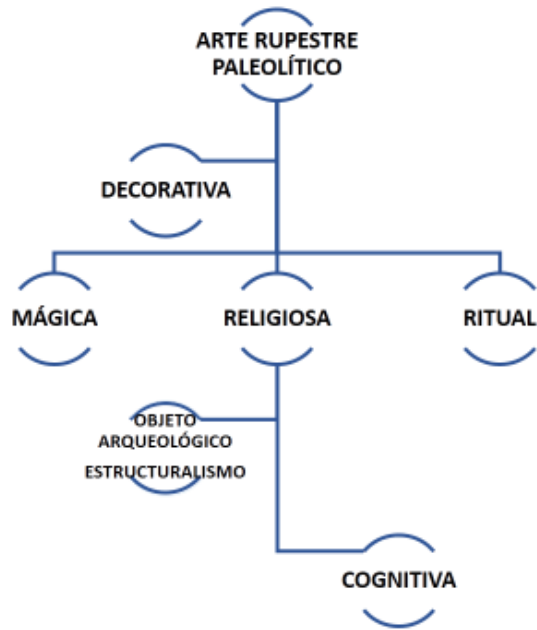 ARTE RUPESTRE
PALEOLÍTICO
DECORATIVA
MÁGICA
RELIGIOSA
RITUAL
OBJETO
ARQUEOLÓGICO
ESTRUCTURALISMO
COGNITIVA